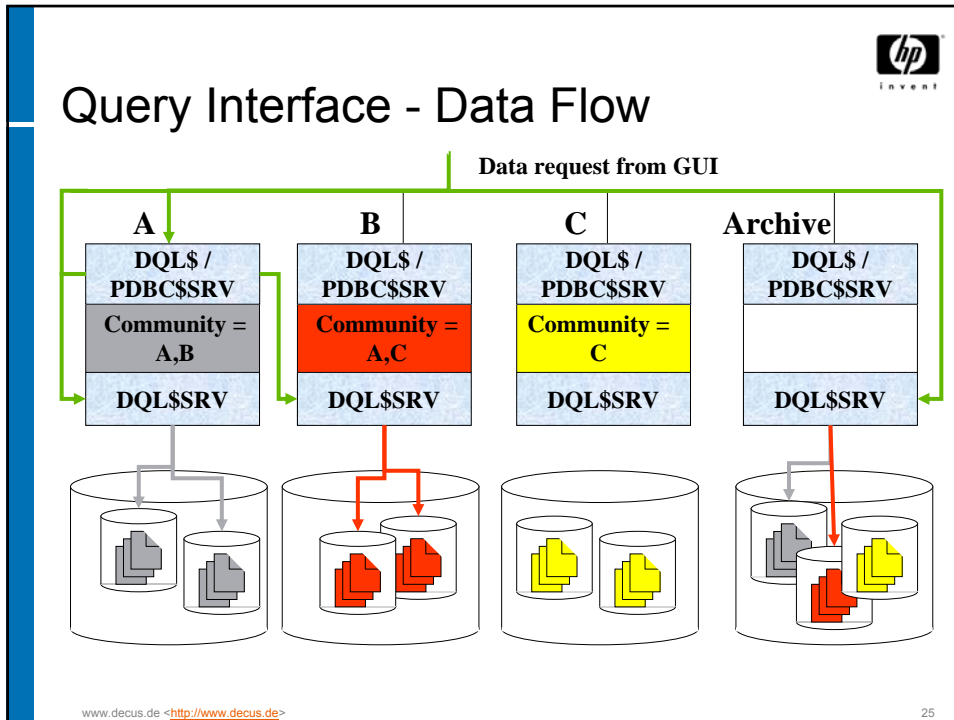 hp
invent
Query Interface - Data Flow
Data request from GUI
A
B
C
Archive
DQL$ /
PDBC$SRV
DQL$ /
PDBC$SRV
DQL$ /
PDBC$SRV
DQL$ /
PDBC$SRV
Community =
A,B
Community =
A,C
Community =
C
DQL$SRV
DQL$SRV
DQL$SRV
DQL$SRV
www.decus.de <http://www.decus.de>
25